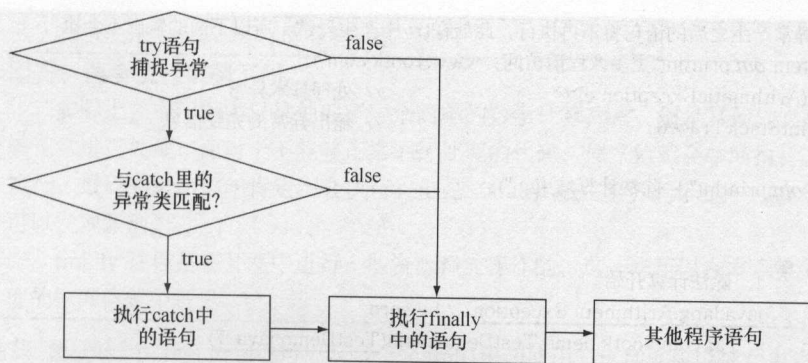 try语句
捕捉异常
false
true
与catch里的
异常类匹配?
false
true
执行catch中
的语句
执行finally
中的语句
其他程序语句